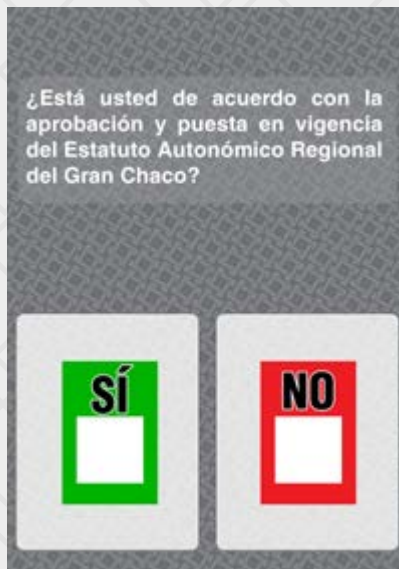 ¿Está usted de acuerdo con la
aprobación y puesta en vigencia
del Estatuto Autonómico Regional
del Gran Chaco?
SÍ
NO